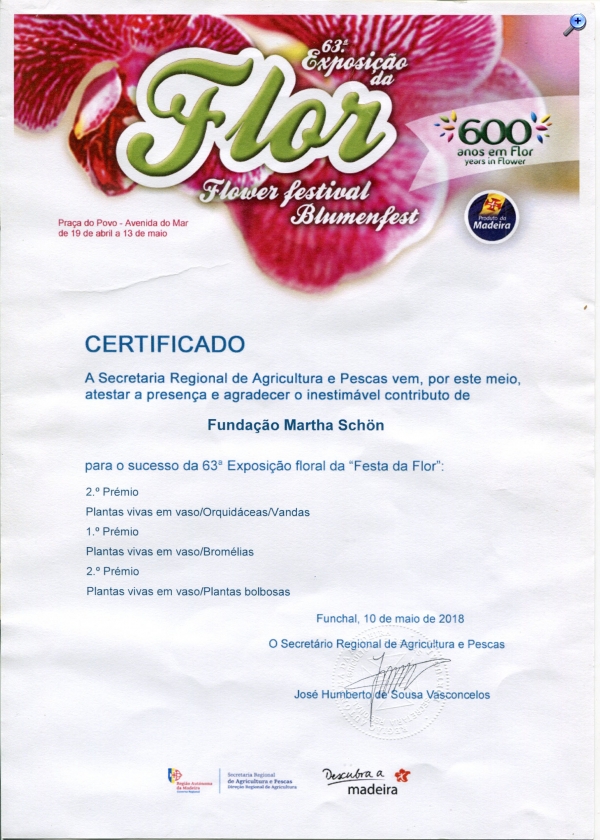 63.ª
Exposição
da
Flor
Flower festival
Blumenfest
600
anos em Flor
years in Flower
Produto da
Madeira
Praça do Povo - Avenida do Mar
de 19 de abril a 13 de maio
CERTIFICADO
A Secretaria Regional de Agricultura e Pescas vem, por este meio,
atestar a presença e agradecer o inestimável contributo de
Fundação Martha Schön
para o sucesso da 63ª Exposição floral da “Festa da Flor”:
2.º Prémio
Plantas vivas em vaso/Orquidáceas/Vandas
1.º Prémio
Plantas vivas em vaso/Bromélias
2.º Prémio
Plantas vivas em vaso/Plantas bolbosas
Funchal, 10 de maio de 2018
O Secretário Regional de Agricultura e Pescas
José Humberto de Sousa Vasconcelos
Região Autónoma
da Madeira
Governo Regional
Secretaria Regional
de Agricultura e Pescas
Direção Regional de Agricultura
Descubra a
madeira